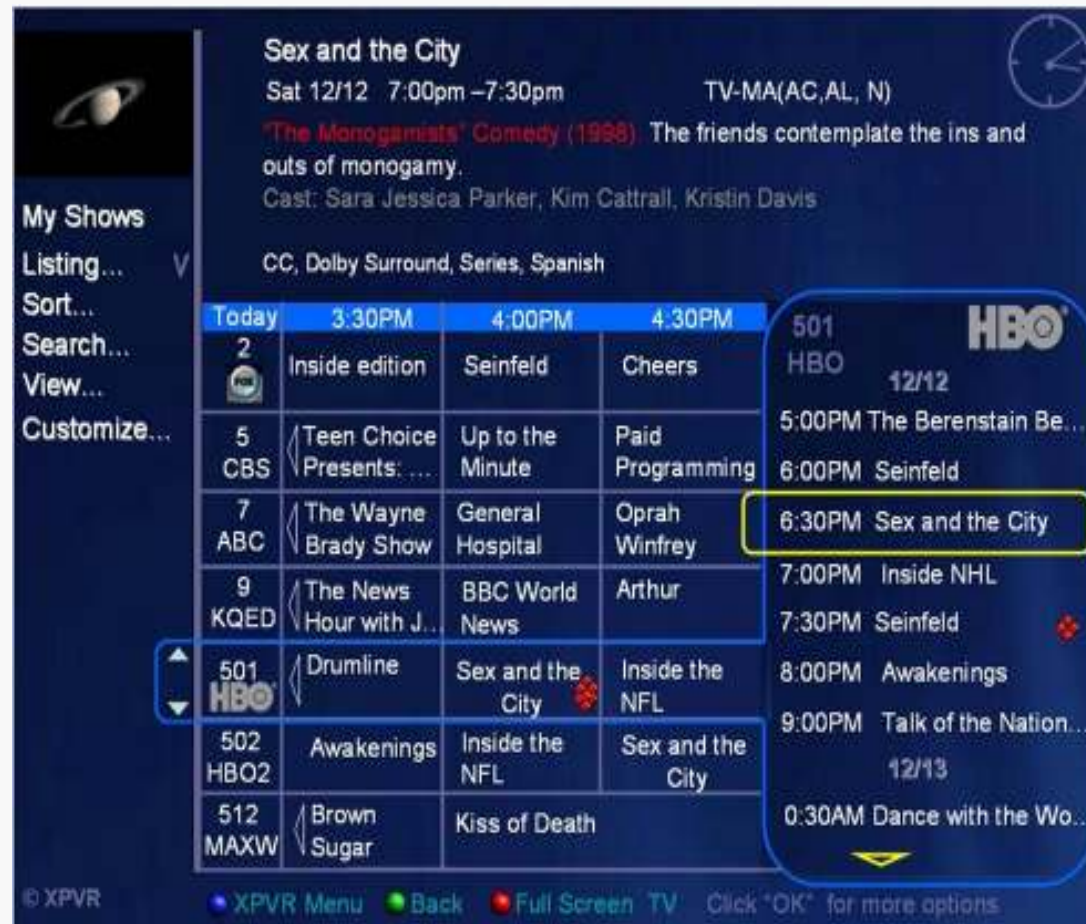 Sex and the City
Sat 12/12 7:00pm –7:30pm TV-MA(AC,AL, N)
"The Monogamists" Comedy (1998) The friends contemplate the ins and
outs of monogamy.
Cast: Sara Jessica Parker, Kim Cattrall, Kristin Davis
CC, Dolby Surround, Series, Spanish
My Shows
Listing... V
Sort...
Search...
View...
Customize...
Today 3:30PM 4:00PM 4:30PM
2 Inside edition Seinfeld Cheers
FOX
5 Teen Choice Up to the Paid
CBS Presents: ... Minute Programming
7 The Wayne General Oprah
ABC Brady Show Hospital Winfrey
9 The News BBC World Arthur
KQED Hour with J... News
501 Drumline Sex and the Inside the
HBO City NFL
502 Awakenings Inside the Sex and the
HBO2 NFL City
512 Brown Kiss of Death
MAXW Sugar
501 HBO
HBO
12/12
5:00PM The Berenstain Be...
6:00PM Seinfeld
6:30PM Sex and the City
7:00PM Inside NHL
7:30PM Seinfeld
8:00PM Awakenings
9:00PM Talk of the Nation...
12/13
0:30AM Dance with the Wo...
© XPVR XPVR Menu Back Full Screen TV Click "OK" for more options